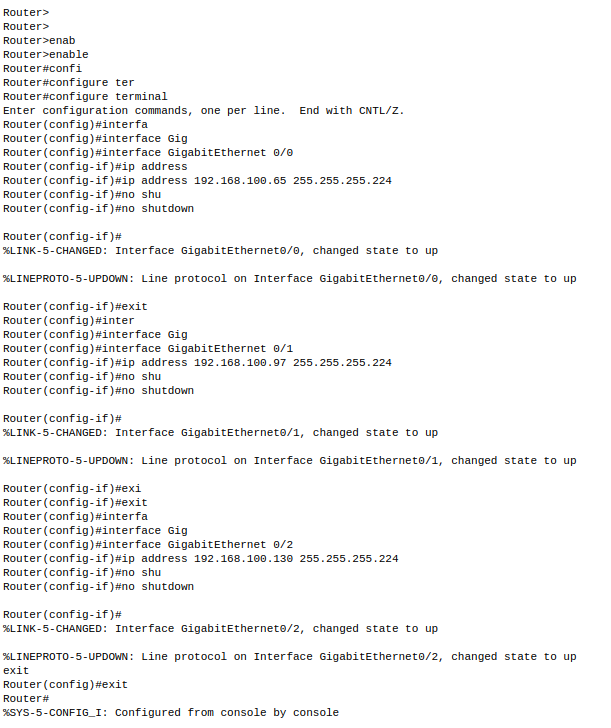 Router>
Router>
Router>enab
Router>enable
Router#confi
Router#configure ter
Router#configure terminal
Enter configuration commands, one per line.  End with CNTL/Z.
Router(config)#interfa
Router(config)#interface Gig
Router(config)#interface GigabitEthernet 0/0
Router(config-if)#ip address
Router(config-if)#ip address 192.168.100.65 255.255.255.224
Router(config-if)#no shu
Router(config-if)#no shutdown

Router(config-if)#
%LINK-5-CHANGED: Interface GigabitEthernet0/0, changed state to up

%LINEPROTO-5-UPDOWN: Line protocol on Interface GigabitEthernet0/0, changed state to up

Router(config-if)#exit
Router(config)#inter
Router(config)#interface Gig
Router(config)#interface GigabitEthernet 0/1
Router(config-if)#ip address 192.168.100.97 255.255.255.224
Router(config-if)#no shu
Router(config-if)#no shutdown

Router(config-if)#
%LINK-5-CHANGED: Interface GigabitEthernet0/1, changed state to up

%LINEPROTO-5-UPDOWN: Line protocol on Interface GigabitEthernet0/1, changed state to up

Router(config-if)#exi
Router(config-if)#exit
Router(config)#interfa
Router(config)#interface Gig
Router(config)#interface GigabitEthernet 0/2
Router(config-if)#ip address 192.168.100.130 255.255.255.224
Router(config-if)#no shu
Router(config-if)#no shutdown

Router(config-if)#
%LINK-5-CHANGED: Interface GigabitEthernet0/2, changed state to up

%LINEPROTO-5-UPDOWN: Line protocol on Interface GigabitEthernet0/2, changed state to up
exit
Router(config)#exit
Router#
%SYS-5-CONFIG_I: Configured from console by console